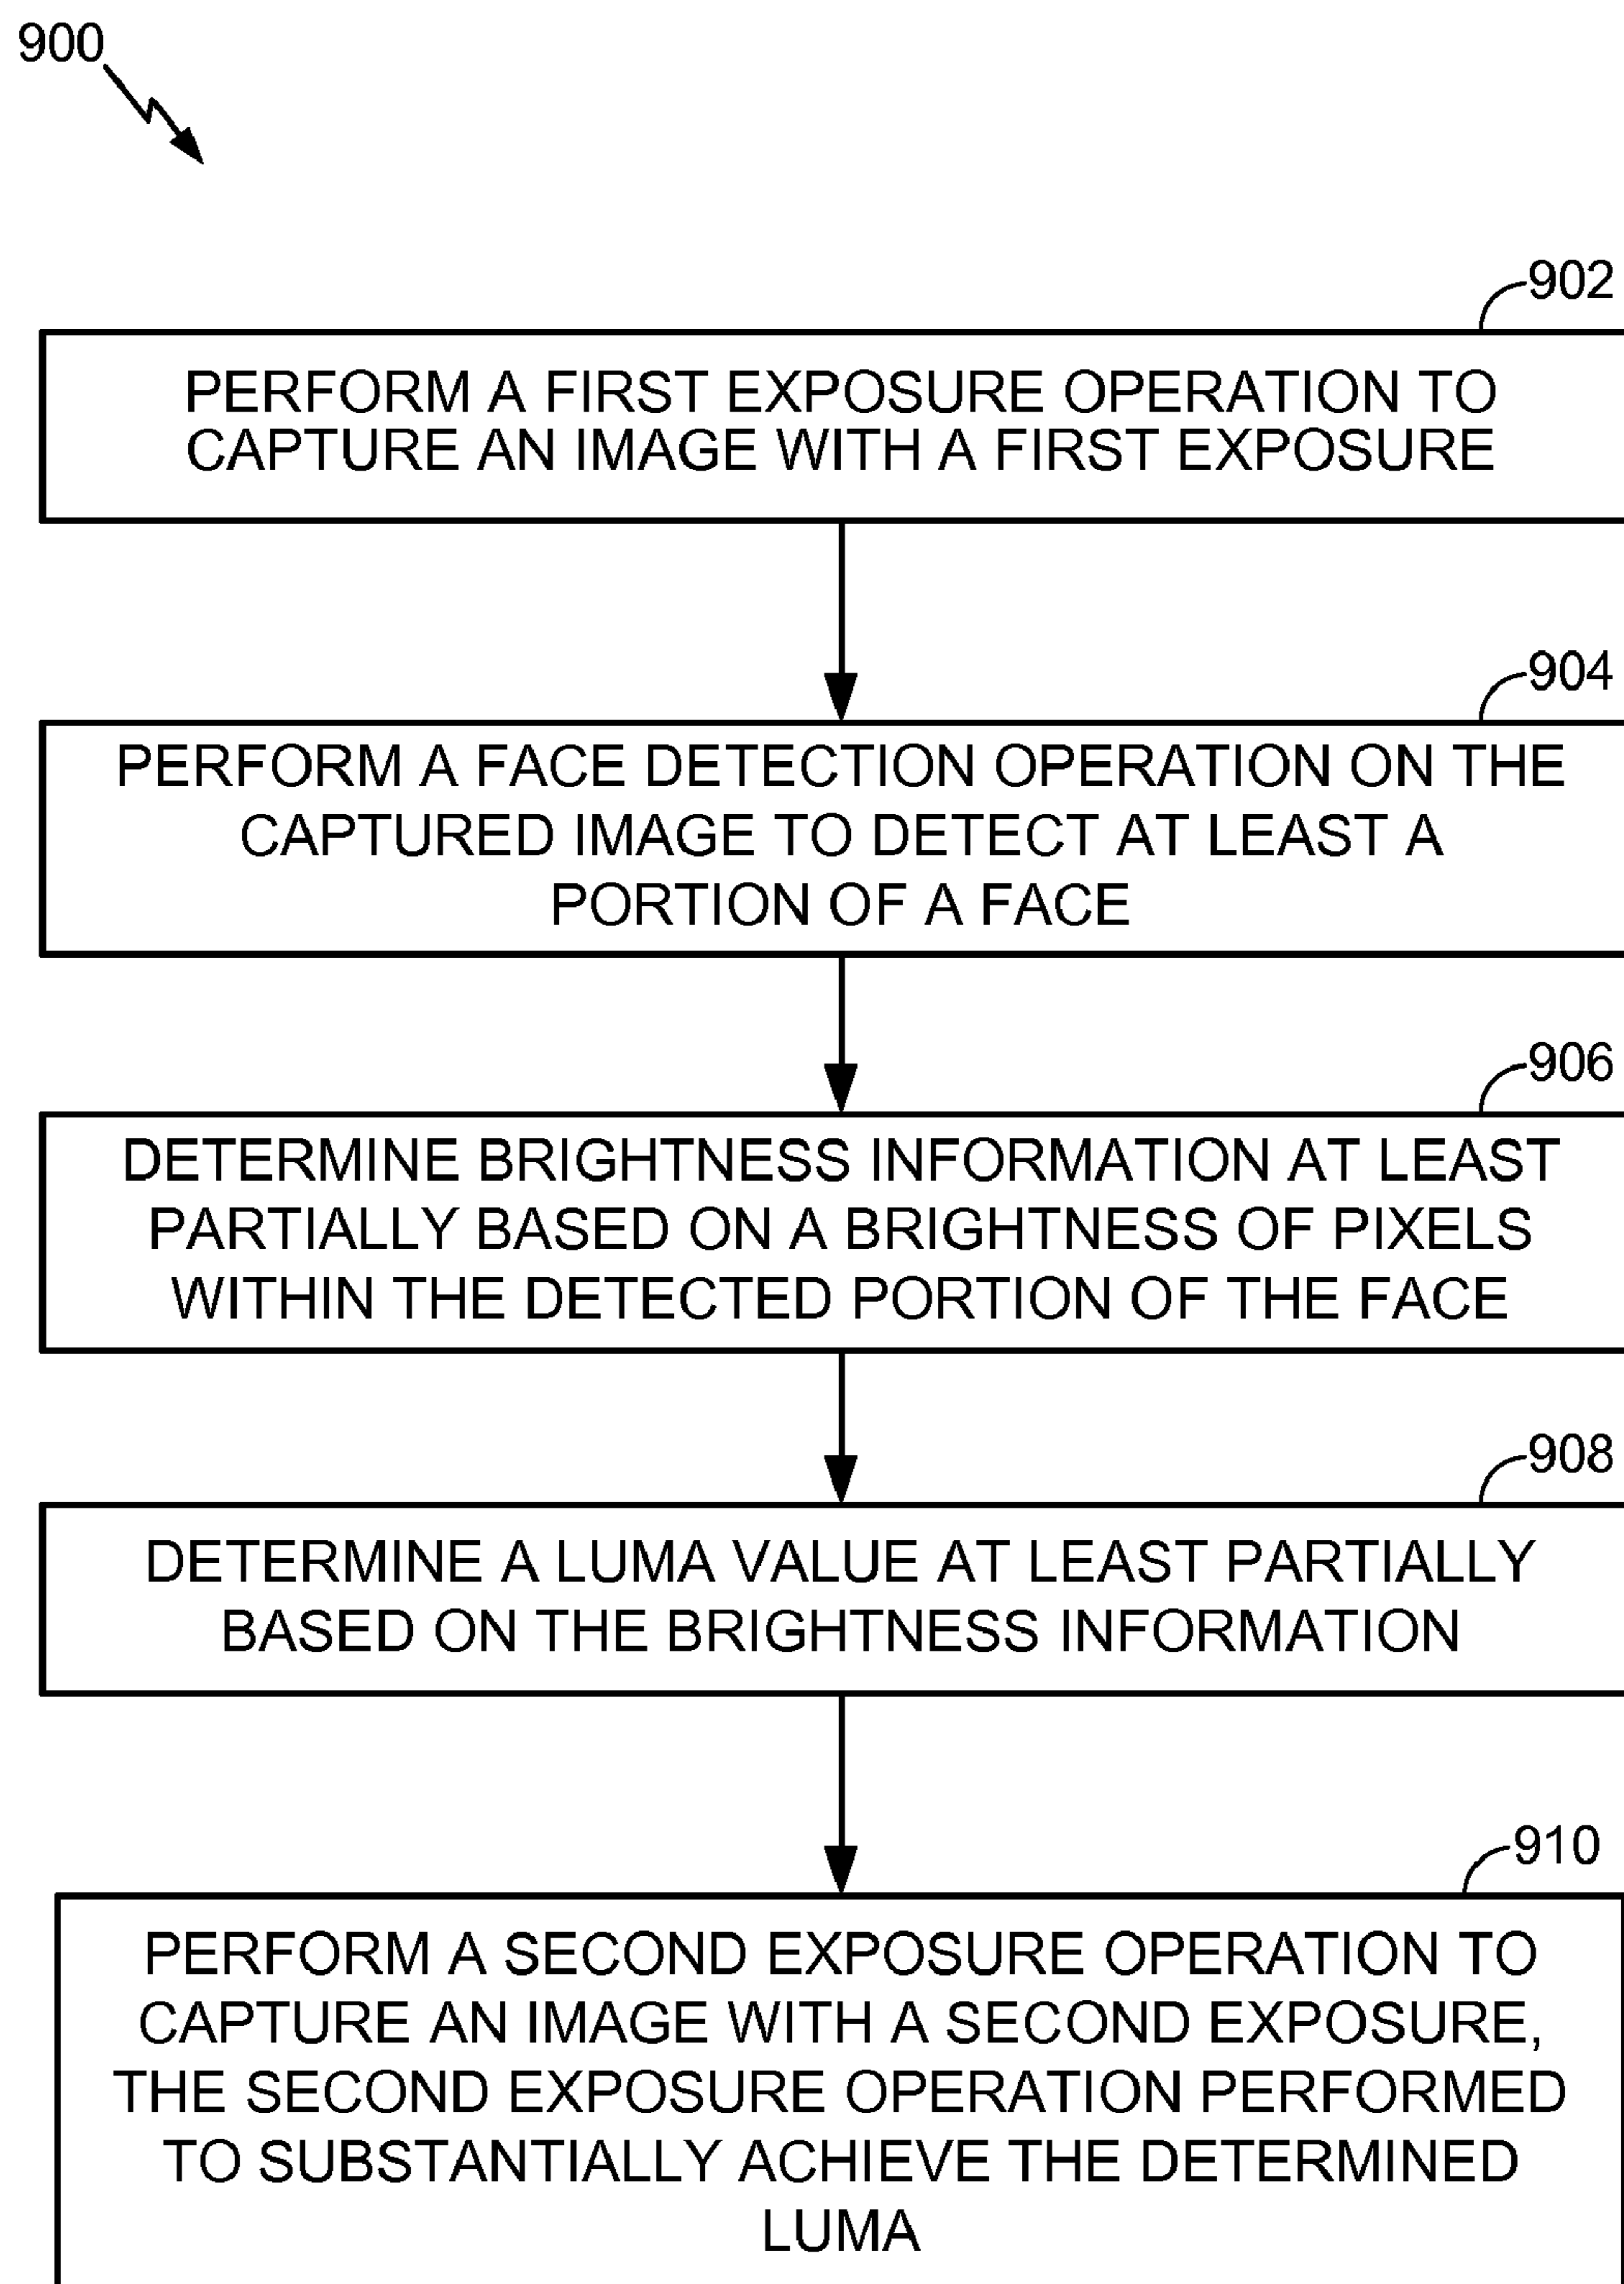 900
902
PERFORM A FIRST EXPOSURE OPERATION TO
CAPTURE AN IMAGE WITH A FIRST EXPOSURE
904
PERFORM A FACE DETECTION OPERATION ON THE
CAPTURED IMAGE TO DETECT AT LEAST A
PORTION OF A FACE
906
DETERMINE BRIGHTNESS INFORMATION AT LEAST
PARTIALLY BASED ON A BRIGHTNESS OF PIXELS
WITHIN THE DETECTED PORTION OF THE FACE
908
DETERMINE A LUMA VALUE AT LEAST PARTIALLY
BASED ON THE BRIGHTNESS INFORMATION
910
PERFORM A SECOND EXPOSURE OPERATION TO
CAPTURE AN IMAGE WITH A SECOND EXPOSURE,
THE SECOND EXPOSURE OPERATION PERFORMED
TO SUBSTANTIALLY ACHIEVE THE DETERMINED
LUMA